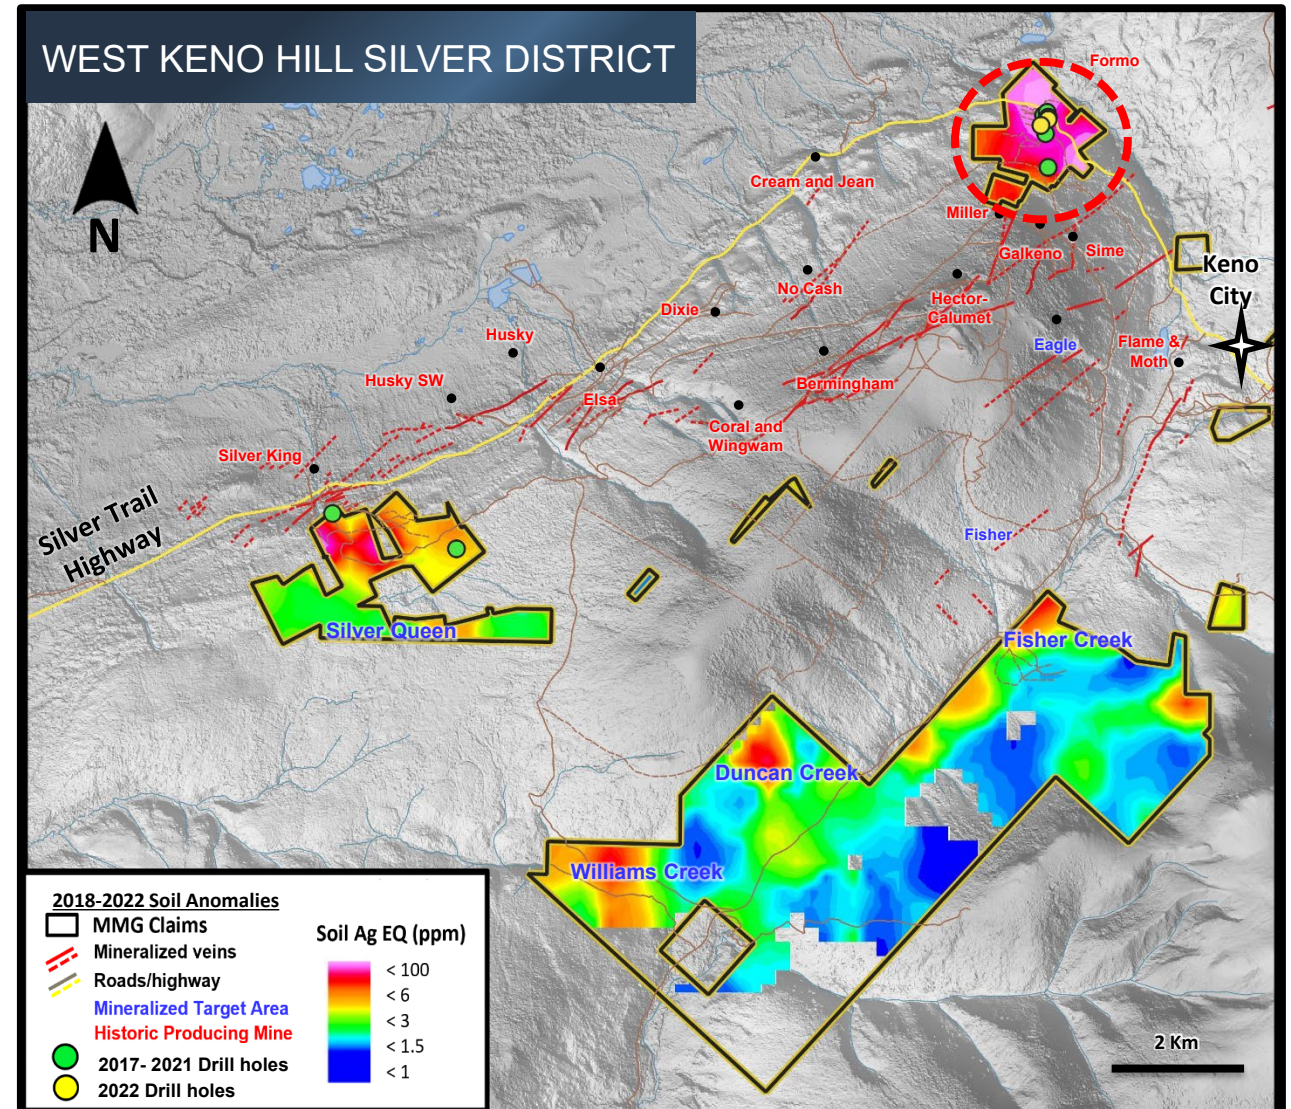 WEST KENO HILL SILVER DISTRICT
N
Formo
Cream and Jean
Miller
Galkeno
Sime
Keno
City
No Cash
Hector-
Calumet
Dixie
Husky
Eagle
Flame &
Moth
Husky SW
Bermingham
Elsa
Coral and
Wingwam
Silver King
Silver Trail
Highway
Fisher
Silver Queen
Fisher Creek
Duncan Creek
Williams Creek
2018-2022 Soil Anomalies
MMG Claims
Mineralized veins
Roads/highway
Mineralized Target Area
Historic Producing Mine
2017- 2021 Drill holes
2022 Drill holes
Soil Ag EQ (ppm)
< 100
< 6
< 3
< 1.5
< 1
2 Km